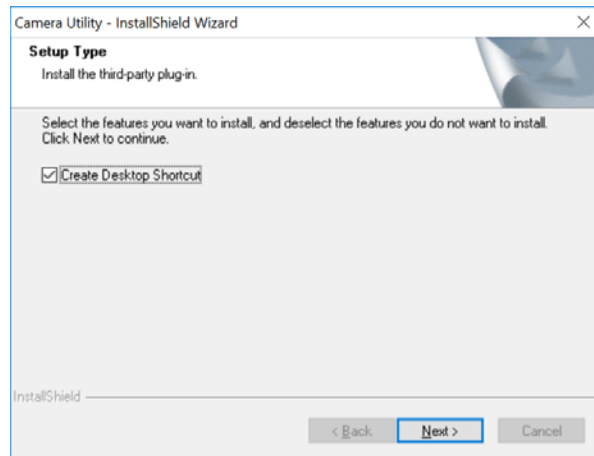 Camera Utility - InstallShield Wizard
Setup Type
Install the third-party plug-in.
Select the features you want to install, and deselect the features you do not want to install.
Click Next to continue.
Create Desktop Shortcut
InstallShield
< Back
Next >
Cancel